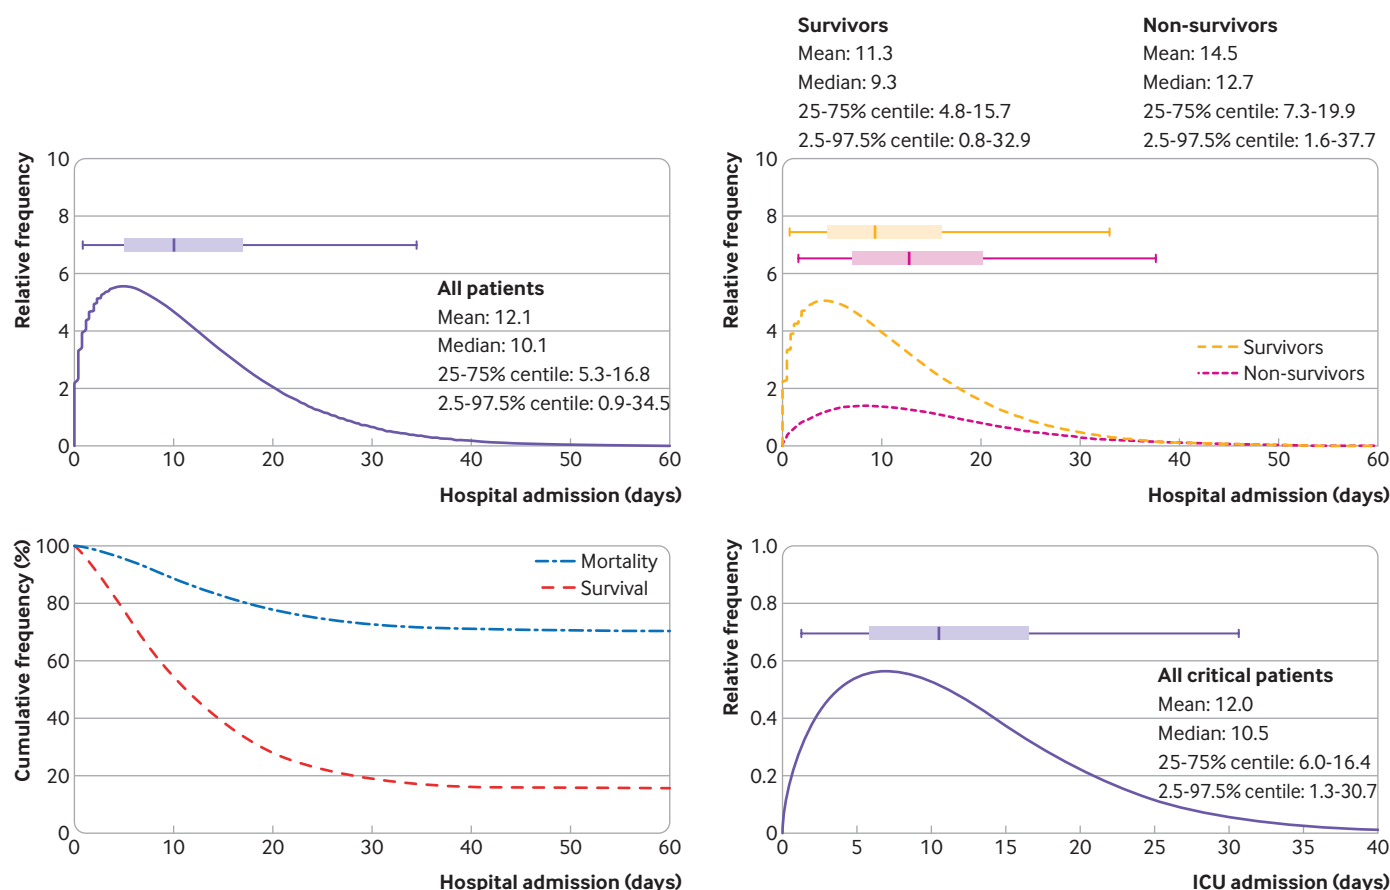 Survivors
Mean: 11.3
Median: 9.3
25-75% centile: 4.8-15.7
2.5-97.5% centile: 0.8-32.9
Non-survivors
Mean: 14.5
Median: 12.7
25-75% centile: 7.3-19.9
2.5-97.5% centile: 1.6-37.7
Relative frequency
10
8
6
4
2
0
All patients
Mean: 12.1
Median: 10.1
25-75% centile: 5.3-16.8
2.5-97.5% centile: 0.9-34.5
0 10 20 30 40 50 60
Hospital admission (days)
Relative frequency
10
8
6
4
2
0
Survivors
Non-survivors
0 10 20 30 40 50 60
Hospital admission (days)
Cumulative frequency (%)
100
80
60
40
20
0
Mortality
Survival
0 10 20 30 40 50 60
Hospital admission (days)
Relative frequency
1.0
0.8
0.6
0.4
0.2
0
All critical patients
Mean: 12.0
Median: 10.5
25-75% centile: 6.0-16.4
2.5-97.5% centile: 1.3-30.7
0 5 10 15 20 25 30 35 40
ICU admission (days)